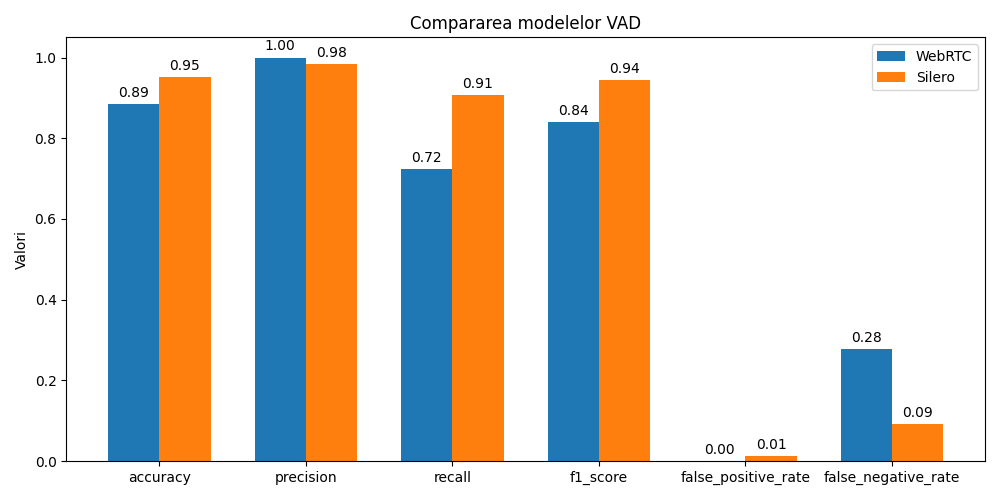 Compararea modelelor VAD
WebRTC
Silero
Valori
1.0
0.8
0.6
0.4
0.2
0.0
0.89
0.95
1.00
0.98
0.72
0.91
0.84
0.94
0.00
0.01
0.28
0.09
accuracy
precision
recall
f1_score
false_positive_rate
false_negative_rate